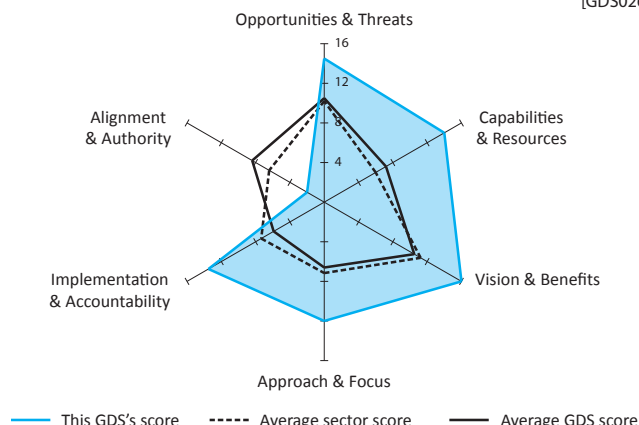 Opportunities & Threats
16
12
8
4
Alignment
& Authority
Capabilities
& Resources
Implementation
& Accountability
Vision & Benefits
Approach & Focus
This GDS's score
Average sector score
Average GDS score